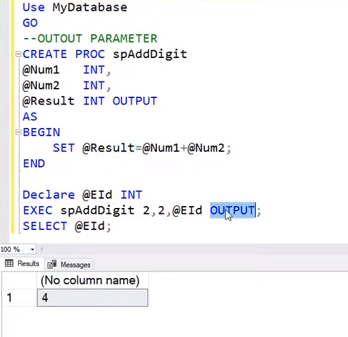 Use MyDatabase
GO
--OUTOUT PARAMETER
CREATE PROC spAddDigit
@Num1 INT,
@Num2 INT,
@Result INT OUTPUT
AS
BEGIN
SET @Result=@Num1+@Num2;
END
Declare @EId INT
EXEC spAddDigit 2,2,@EId OUTPUT;
SELECT @EId;
100 %
Results Messages
(No column name)
1 4